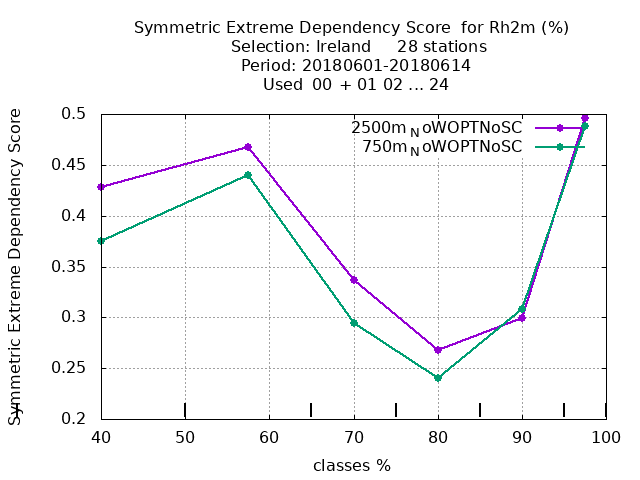 Symmetric Extreme Dependency Score for Rh2m (%)
Selection: Ireland 28 stations
Period: 20180601-20180614
Used 00 + 01 02 ... 24
Symmetric Extreme Dependency Score
2500m_NoWOPTNoSC
750m_NoWOPTNoSC
0.5
0.45
0.4
0.35
0.3
0.25
0.2
40 50 60 70 80 90 100
classes %